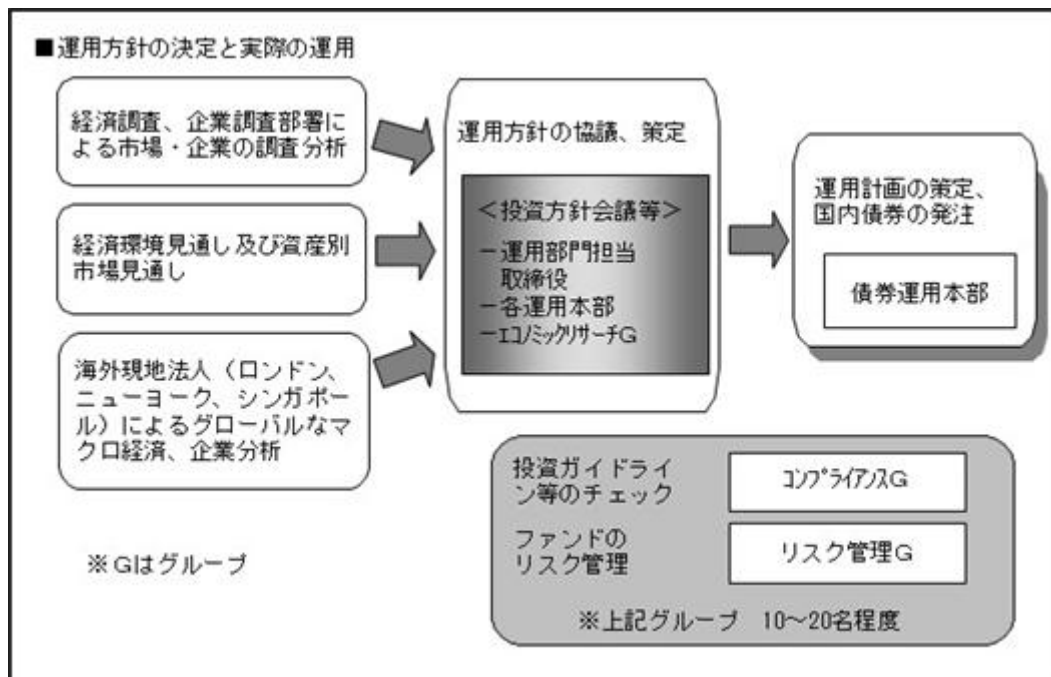 ■運用方針の決定と実際の運用
経済調査、企業調査部署に
よる市場・企業の調査分析
経済環境見通し及び資産別
市場見通し
海外現地法人（ロンドン、
ニューヨーク、シンガポー
ル）によるグローバルなマ
クロ経済、企業分析
※Gはグループ
運用方針の協議、策定
＜投資方針会議等＞
－運用部門担当
取締役
－各運用本部
－ｴｺﾉﾐｯｸﾘｻｰﾁG
運用計画の策定、
国内債券の発注
債券運用本部
投資ガイドライ
ン等のチェック
ｺﾝﾌﾟﾗｲｱﾝｽG
ファンドの
リスク管理
リスク管理G
※上記グループ　10～20名程度